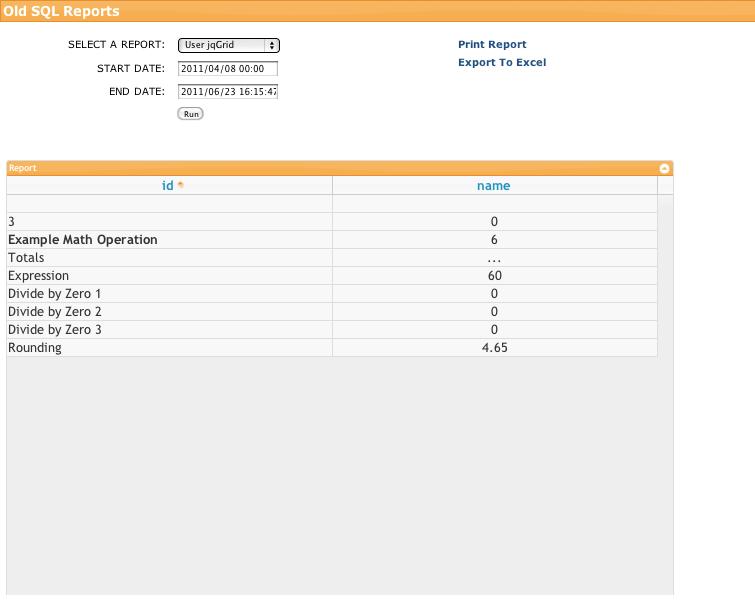 Old SQL Reports
SELECT A REPORT: User jqGrid Print Report
START DATE: 2011/04/08 00:00 Export To Excel
END DATE: 2011/06/23 16:15:47
Run
Report
id name
3 0
Example Math Operation 6
Totals ...
Expression 60
Divide by Zero 1 0
Divide by Zero 2 0
Divide by Zero 3 0
Rounding 4.65